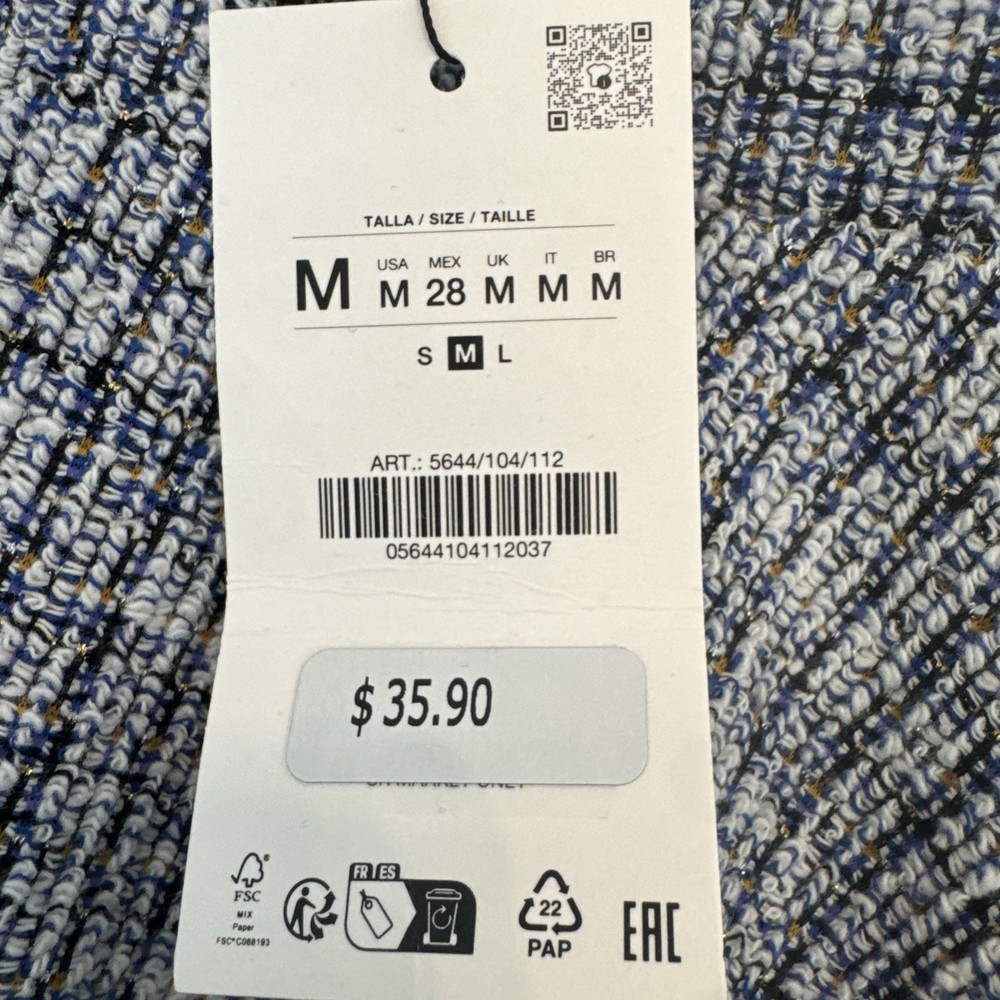 TALLA / SIZE / TAILLE
USA MEX UK IT BR
M M 28 M M M
S M L
ART.: 5644/104/112
05644104112037
$ 35.90
FR ES
FSC
MIX
Paper
FSC® C068193
22
PAP
EAC